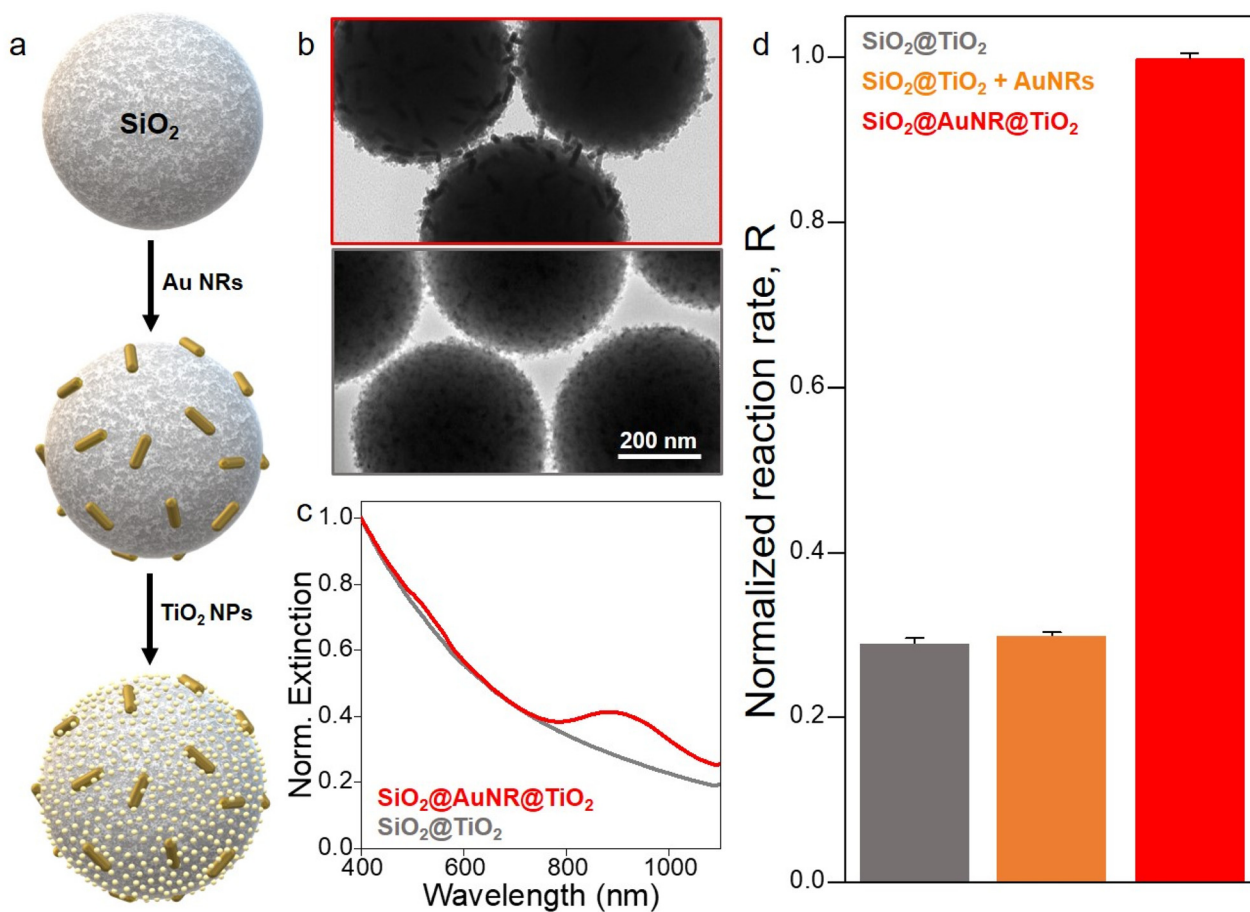 a
SiO₂
Au NRs
TiO₂ NPs
b
200 nm
c
1.0
0.8
0.6
0.4
0.2
0.0
Norm. Extinction
SiO₂@AuNR@TiO₂
SiO₂@TiO₂
400 600 800 1000
Wavelength (nm)
d
SiO₂@TiO₂
SiO₂@TiO₂ + AuNRs
SiO₂@AuNR@TiO₂
1.0
0.8
0.6
0.4
0.2
0.0
Normalized reaction rate, R